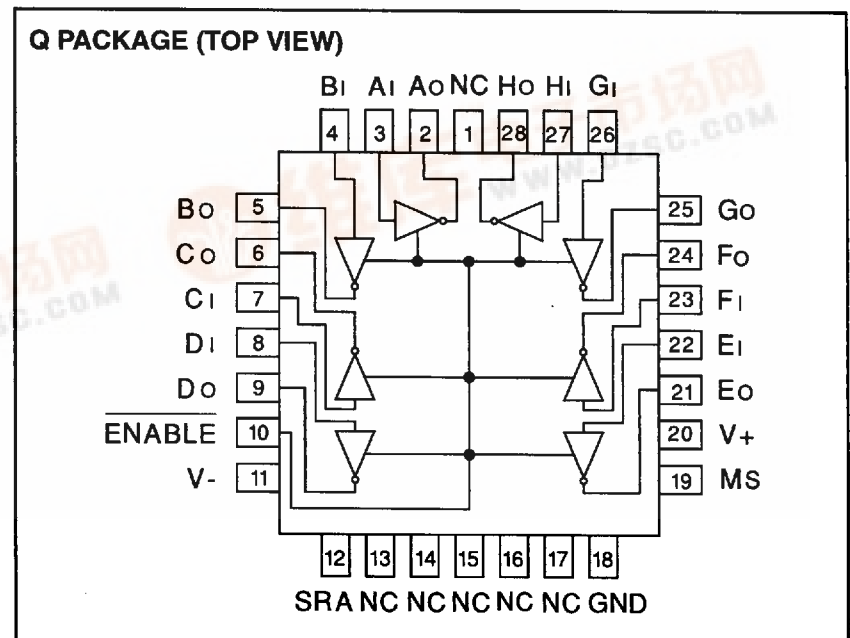 Q PACKAGE (TOP VIEW)
BI AI AO NC HO HI GI
4 3 2 1 28 27 26
BO 5 25 GO
CO 6 24 FO
CI 7 23 FI
DI 8 22 EI
DO 9 21 EO
ENABLE 10 20 V+
V- 11 19 MS
12 13 14 15 16 17 18
SRA NC NC NC NC NC GND
WWW.DZSC.COM